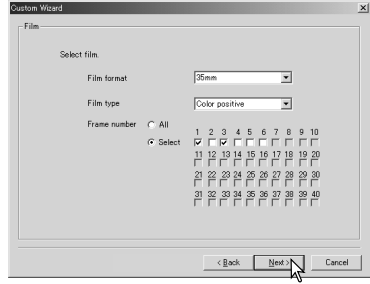 Custom Wizard
Film
Select film.
Film format 35mm
Film type Color positive
Frame number All
Select
1 2 3 4 5 6 7 8 9 10
11 12 13 14 15 16 17 18 19 20
21 22 23 24 25 26 27 28 29 30
31 32 33 34 35 36 37 38 39 40
< Back Next > Cancel